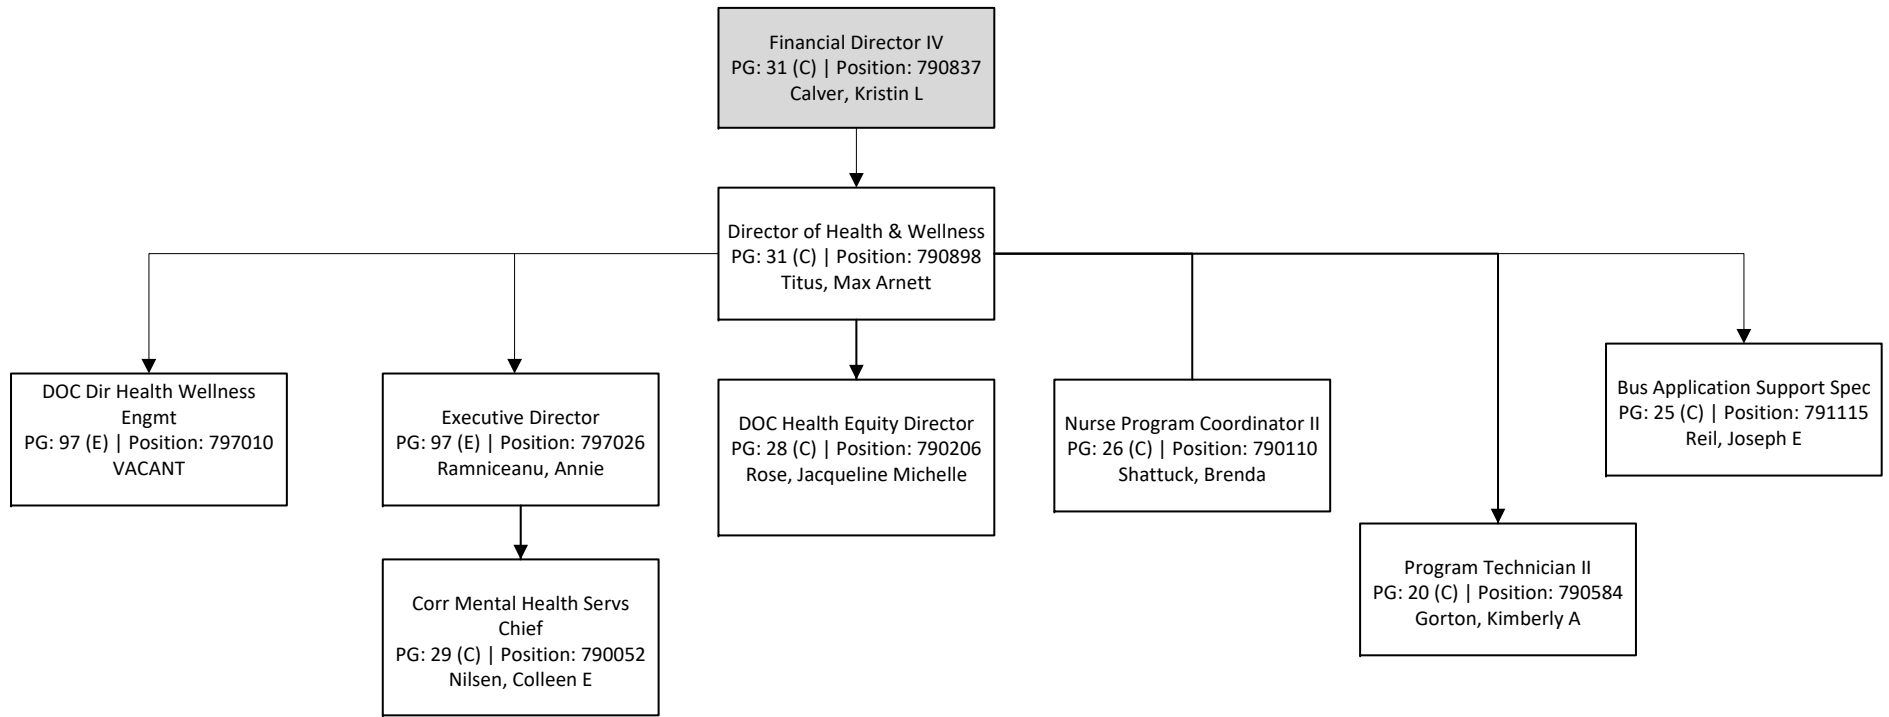 Financial Director IV
PG: 31 (C) | Position: 790837
Calver, Kristin L
Director of Health & Wellness
PG: 31 (C) | Position: 790898
Titus, Max Arnett
DOC Dir Health Wellness
Engmt
PG: 97 (E) | Position: 797010
VACANT
Executive Director
PG: 97 (E) | Position: 797026
Ramniceanu, Annie
DOC Health Equity Director
PG: 28 (C) | Position: 790206
Rose, Jacqueline Michelle
Nurse Program Coordinator II
PG: 26 (C) | Position: 790110
Shattuck, Brenda
Bus Application Support Spec
PG: 25 (C) | Position: 791115
Reil, Joseph E
Corr Mental Health Servs
Chief
PG: 29 (C) | Position: 790052
Nilsen, Colleen E
Program Technician II
PG: 20 (C) | Position: 790584
Gorton, Kimberly A